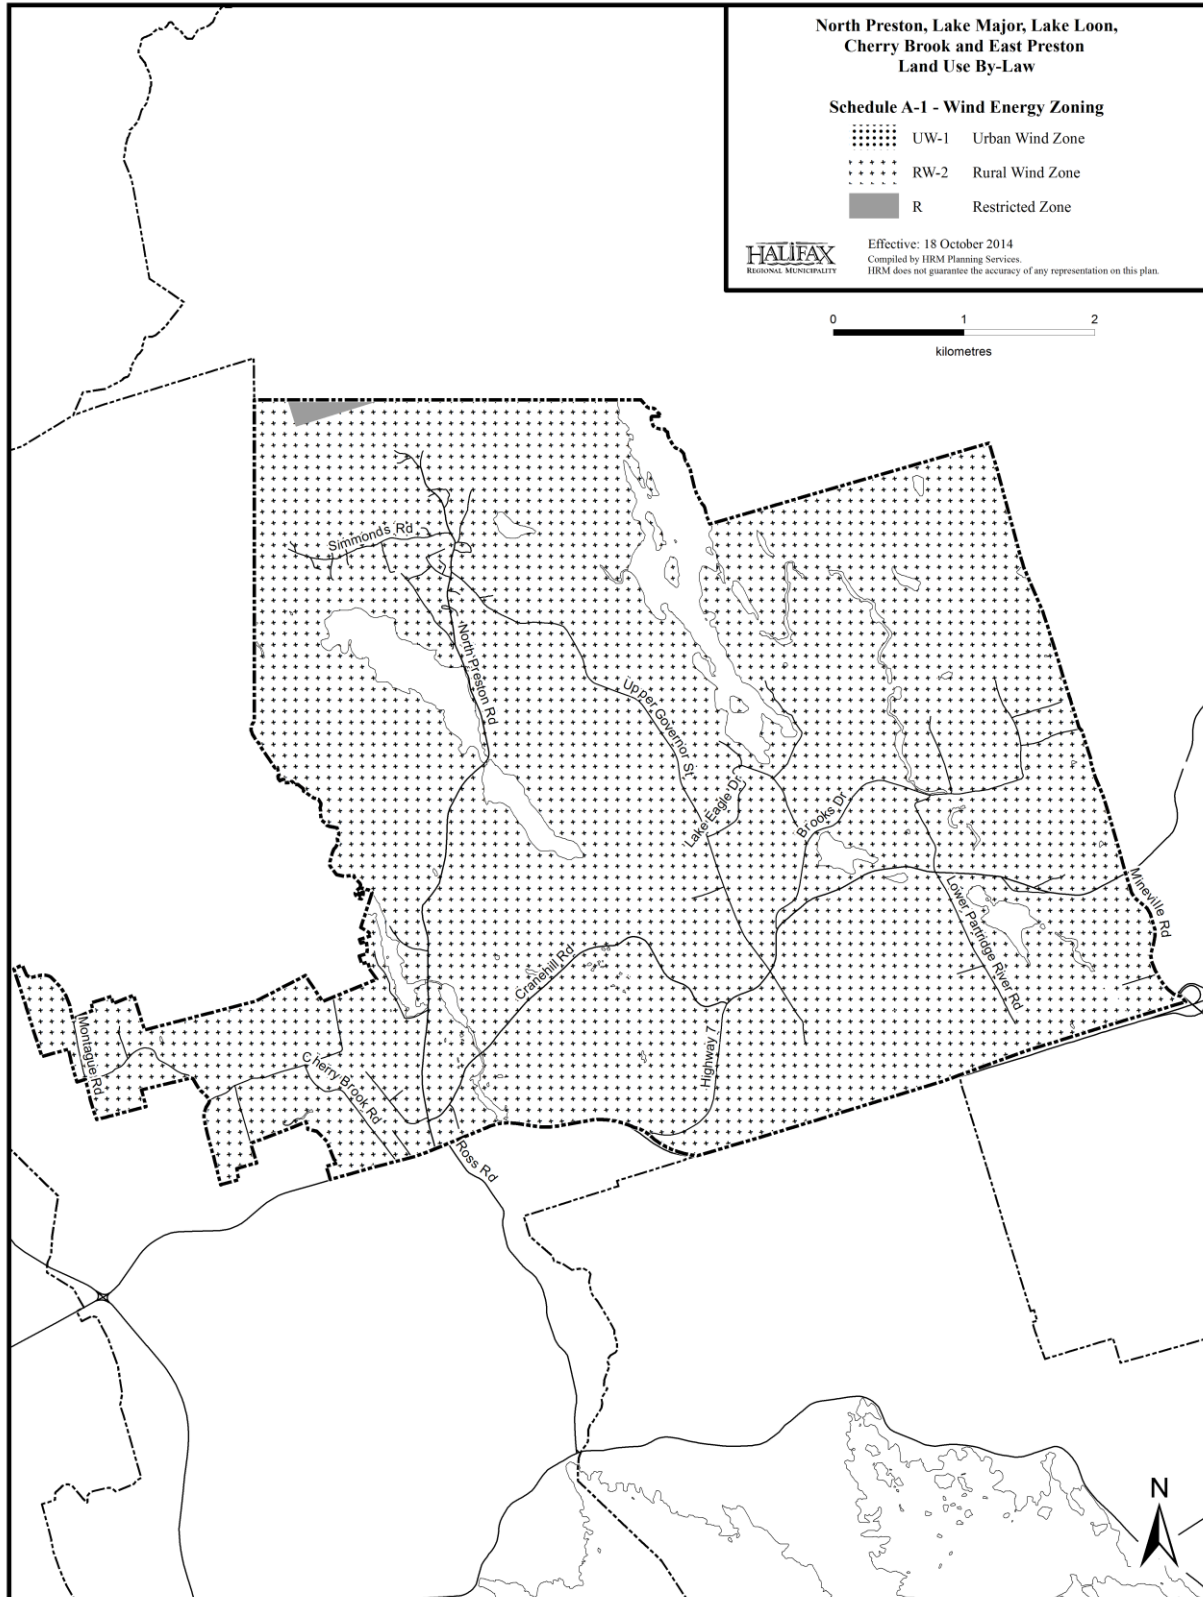 North Preston, Lake Major, Lake Loon,
Cherry Brook and East Preston
Land Use By-Law
Schedule A-1 - Wind Energy Zoning
UW-1 Urban Wind Zone
RW-2 Rural Wind Zone
R Restricted Zone
HALIFAX
REGIONAL MUNICIPALITY
Effective: 18 October 2014
Compiled by HRM Planning Services.
HRM does not guarantee the accuracy of any representation on this plan.
0 1 2
kilometres
Simmonds Rd
North Preston Rd
Upper Governor St
Lake Eagle Dr
Brooks Dr
Mineville Rd
Lower Partridge River Rd
Cranehill Rd
Highway 7
Montague Rd
Cherry Brook Rd
Ross Rd
N